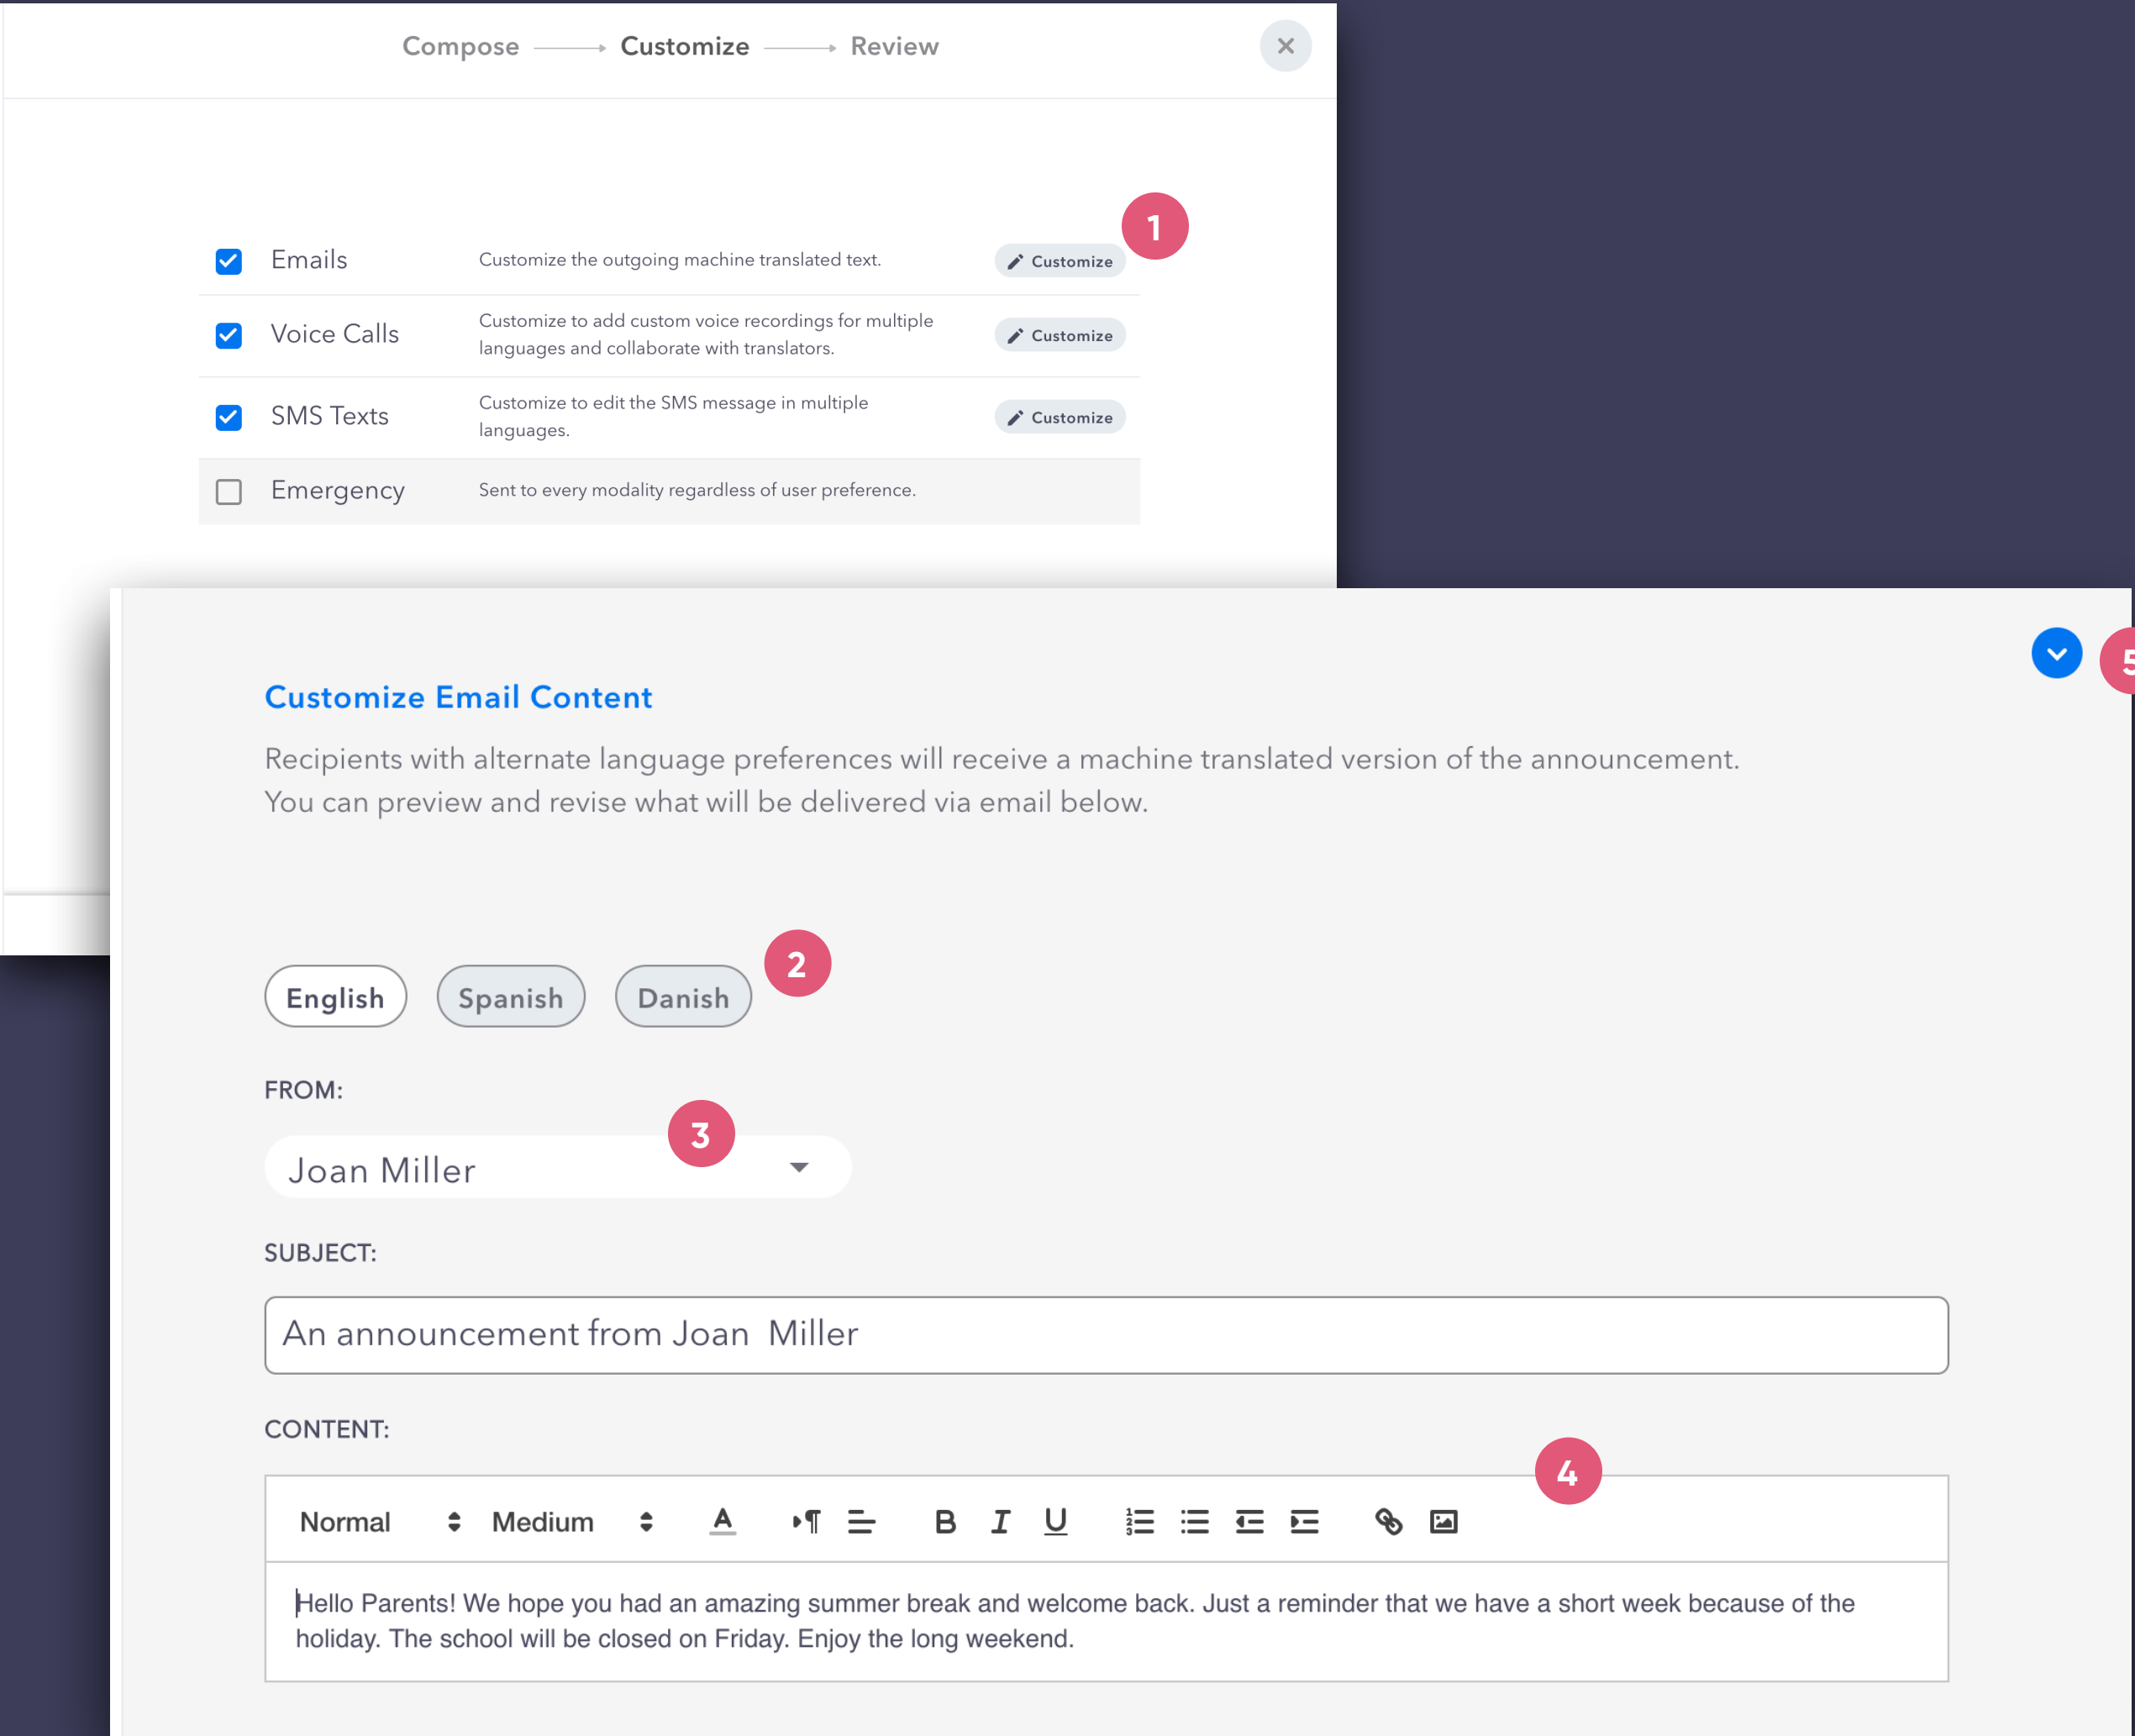 Compose Customize Review
1
Emails Customize the outgoing machine translated text. Customize
Voice Calls Customize to add custom voice recordings for multiple
languages and collaborate with translators. Customize
SMS Texts Customize to edit the SMS message in multiple
languages. Customize
Emergency Sent to every modality regardless of user preference.
5
Customize Email Content
Recipients with alternate language preferences will receive a machine translated version of the announcement.
You can preview and revise what will be delivered via email below.
2
English Spanish Danish
FROM:
3
Joan Miller
SUBJECT:
An announcement from Joan  Miller
CONTENT:
4
Normal Medium A B I U
Hello Parents! We hope you had an amazing summer break and welcome back. Just a reminder that we have a short week because of the
holiday. The school will be closed on Friday. Enjoy the long weekend.